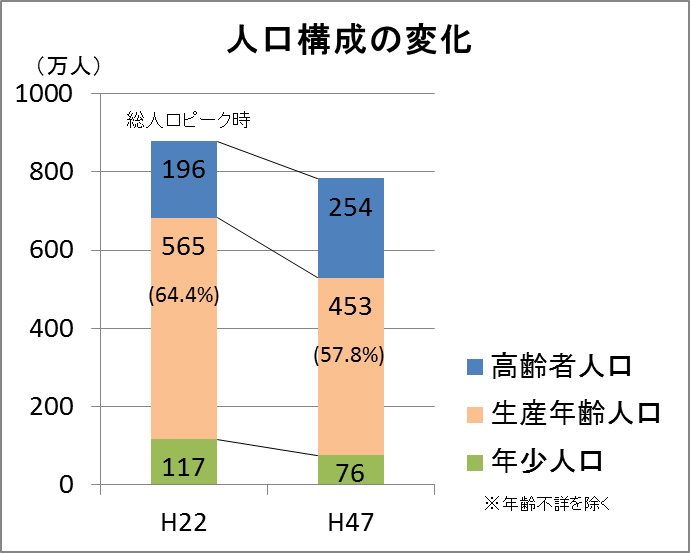 人口構成の変化
（万人）
1000
800
600
400
200
0
総人口ピーク時
196
565
(64.4%)
117
254
453
(57.8%)
76
H22
H47
高齢者人口
生産年齢人口
年少人口
※年齢不詳を除く